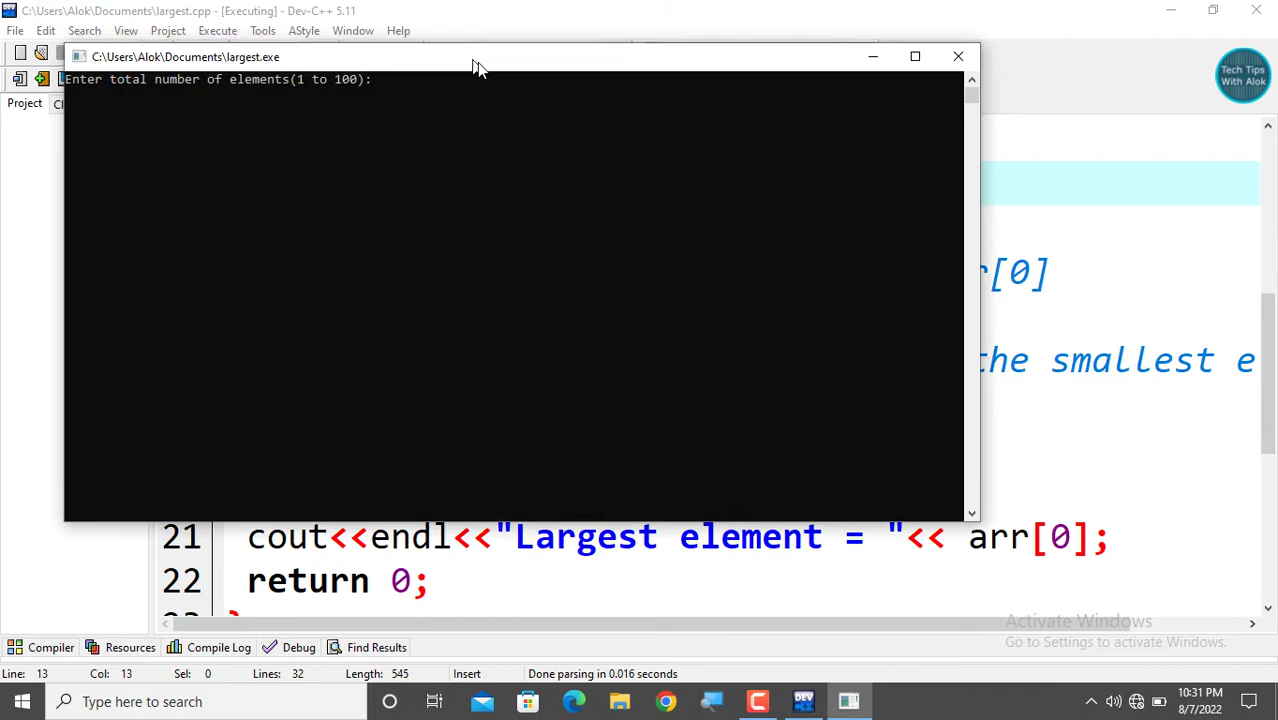 C:\Users\Alok\Documents\largest.cpp - [Executing] - Dev-C++ 5.11
File Edit Search View Project Execute Tools AStyle Window Help
C:\Users\Alok\Documents\largest.exe
Enter total number of elements(1 to 100):
Tech Tips
With Alok
Project
r[0]
the smallest e
21 cout<<endl<<"Largest element = "<< arr[0];
22 return 0;
Activate Windows
Go to Settings to activate Windows.
Compiler Resources Compile Log Debug Find Results
Line: 13 Col: 13 Sel: 0 Lines: 32 Length: 545 Insert Done parsing in 0.016 seconds
Type here to search
10:31 PM
8/7/2022